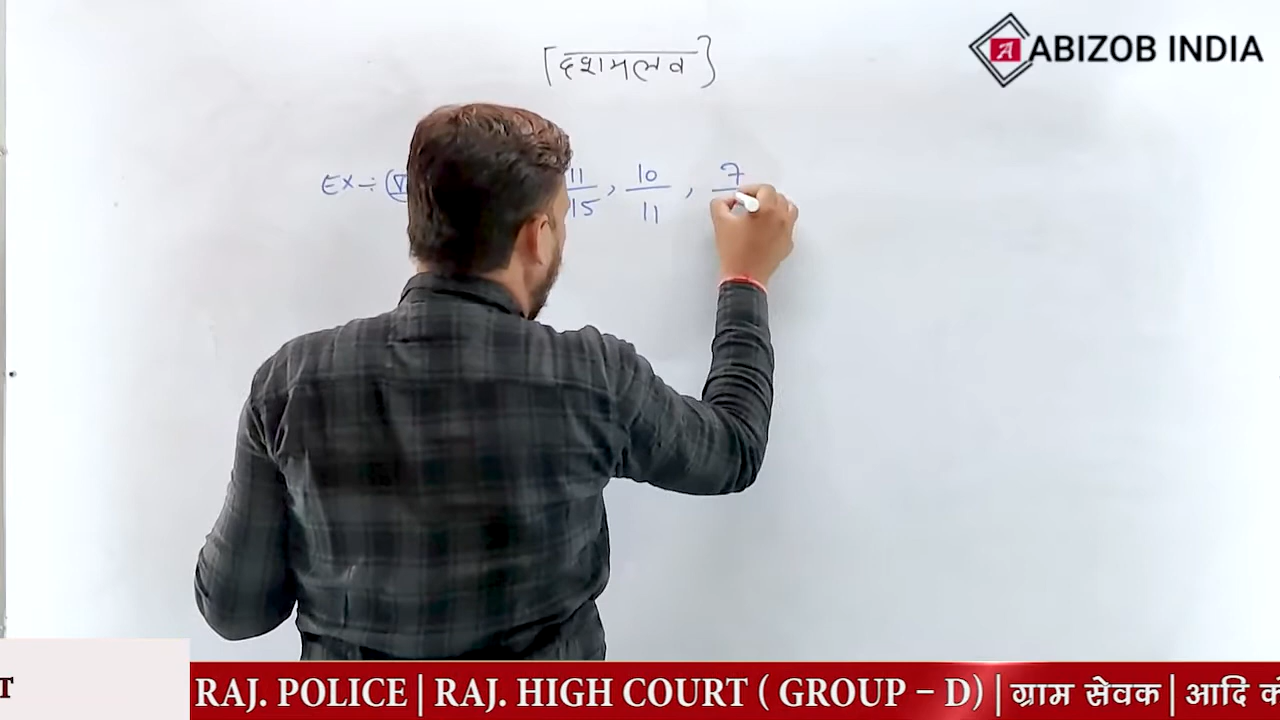 ABIZOB INDIA
[दशमलव}
Ex ÷ (V 11/15, 10/11, 7/
T
RAJ. POLICE | RAJ. HIGH COURT ( GROUP – D) | ग्राम सेवक | आदि क